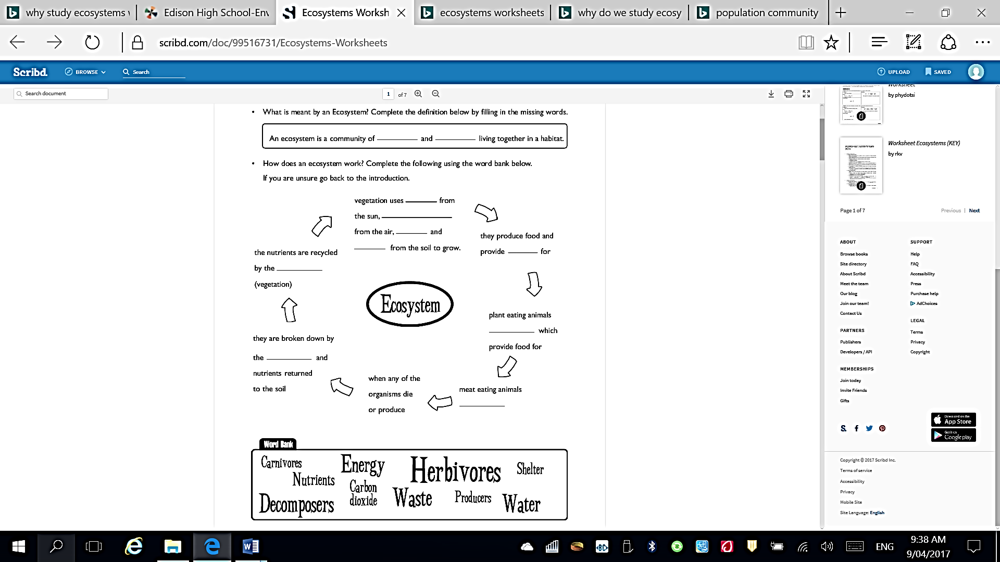 why study ecosystems
Edison High School-Env
Ecosystems Worksh
ecosystems worksheets
why do we study ecosy
population community
scribd.com/doc/99516731/Ecosystems-Worksheets
Scribd.
BROWSE
Search
UPLOAD
SAVED
Search document
1 of 7
• What is meant by an Ecosystem? Complete the definition below by filling in the missing words.
An ecosystem is a community of __________ and __________ living together in a habitat.
• How does an ecosystem work? Complete the following using the word bank below.
If you are unsure go back to the introduction.
vegetation uses ________ from
the sun, __________________
from the air, ________ and
________ from the soil to grow.
they produce food and
provide ________ for
plant eating animals
____________ which
provide food for
meat eating animals
____________
when any of the
organisms die
or produce
they are broken down by
the ____________ and
nutrients returned
to the soil
the nutrients are recycled
by the ____________
(vegetation)
Ecosystem
Word Bank
Carnivores
Energy
Herbivores
Shelter
Nutrients
Carbon
dioxide
Decomposers
Waste
Producers
Water
Worksheet
by phydotsi
WORKSHEET: ECOSYSTEMS
(KEY)
Worksheet Ecosystems (KEY)
by rkv
Page 1 of 7
Previous | Next
ABOUT
Browse books
Site directory
About Scribd
Meet the team
Our blog
Join our team!
Contact Us
PARTNERS
Publishers
Developers / API
MEMBERSHIPS
Join today
Invite Friends
Gifts
SUPPORT
Help
FAQ
Accessibility
Press
Purchase help
AdChoices
LEGAL
Terms
Privacy
Copyright
Download on the
App Store
Get it on
Google play
Copyright © 2017 Scribd Inc.
Terms of service
Accessibility
Privacy
Mobile Site
Site Language: English
ENG
9:38 AM
9/04/2017